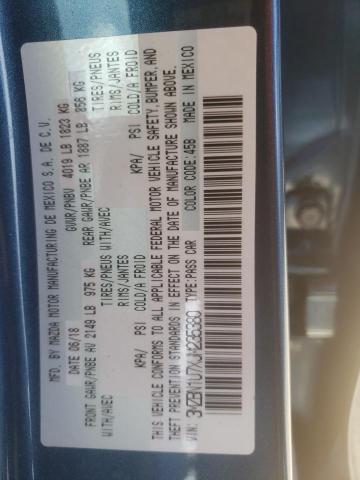 MFD. BY MAZDA MOTOR MANUFACTURING DE MEXICO S.A. DE C.V.
DATE 06/18 GVWR/PNBV 4019 LB 1823 KG
FRONT GAWR/PNBE AV 2149 LB 975 KG REAR GAWR/PNBE AR 1887 LB 856 KG
WITH/AVEC TIRES/PNEUS WITH/AVEC TIRES/PNEUS
RIMS/JANTES RIMS/JANTES
KPA/ PSI COLD/A FROID KPA/ PSI COLD/A FROID
THIS VEHICLE CONFORMS TO ALL APPLICABLE FEDERAL MOTOR VEHICLE SAFETY, BUMPER, AND
THEFT PREVENTION STANDARDS IN EFFECT ON THE DATE OF MANUFACTURE SHOWN ABOVE.
VIN: 3MZBN1U7XJM235380 TYPE: PASS CAR COLOR CODE: 45B MADE IN MEXICO